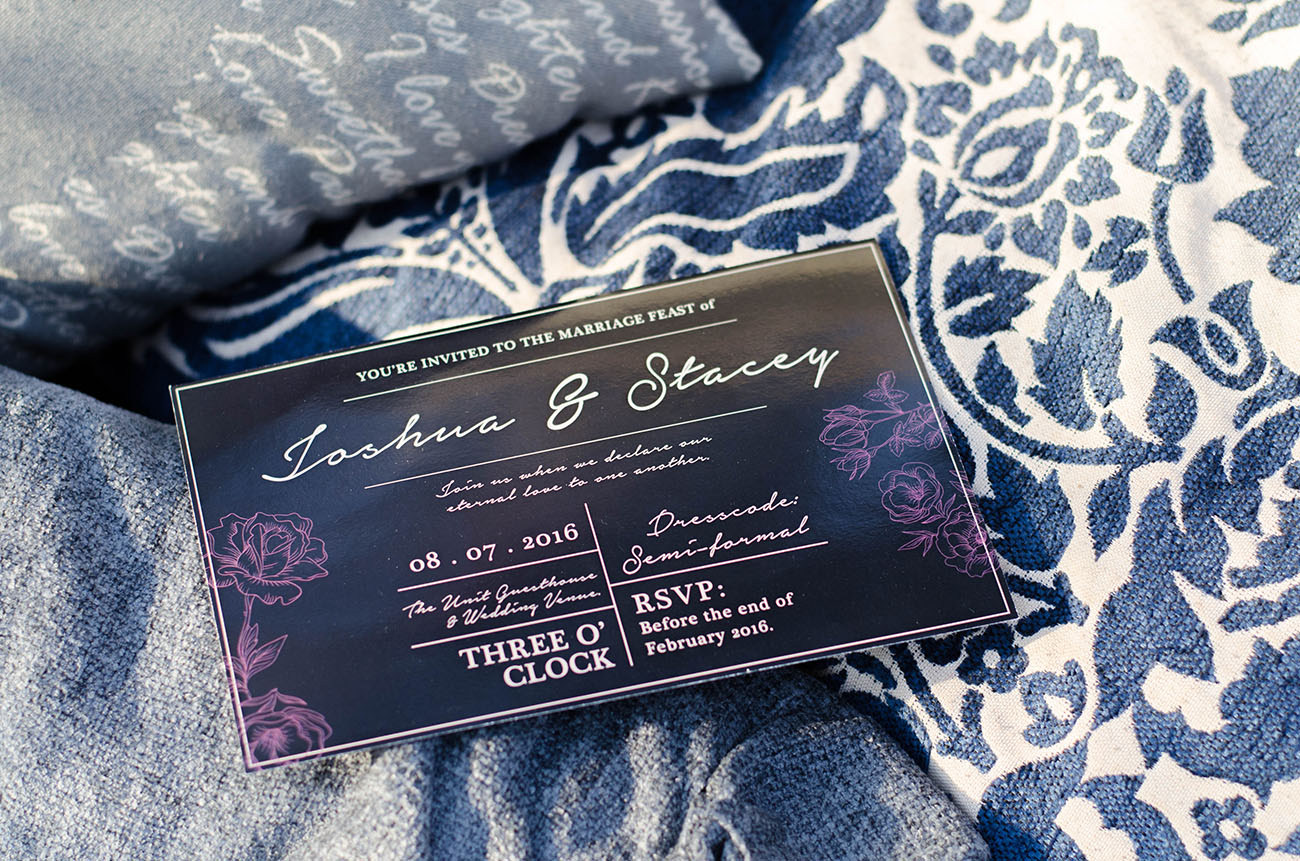 YOU'RE INVITED TO THE MARRIAGE FEAST of
Joshua & Stacey
Join us when we declare our
eternal love to one another.
08 . 07 . 2016
The Unit Guesthouse
& Wedding Venue.
THREE O'
CLOCK
Dresscode:
Semi-formal
RSVP:
Before the end of
February 2016.
I love